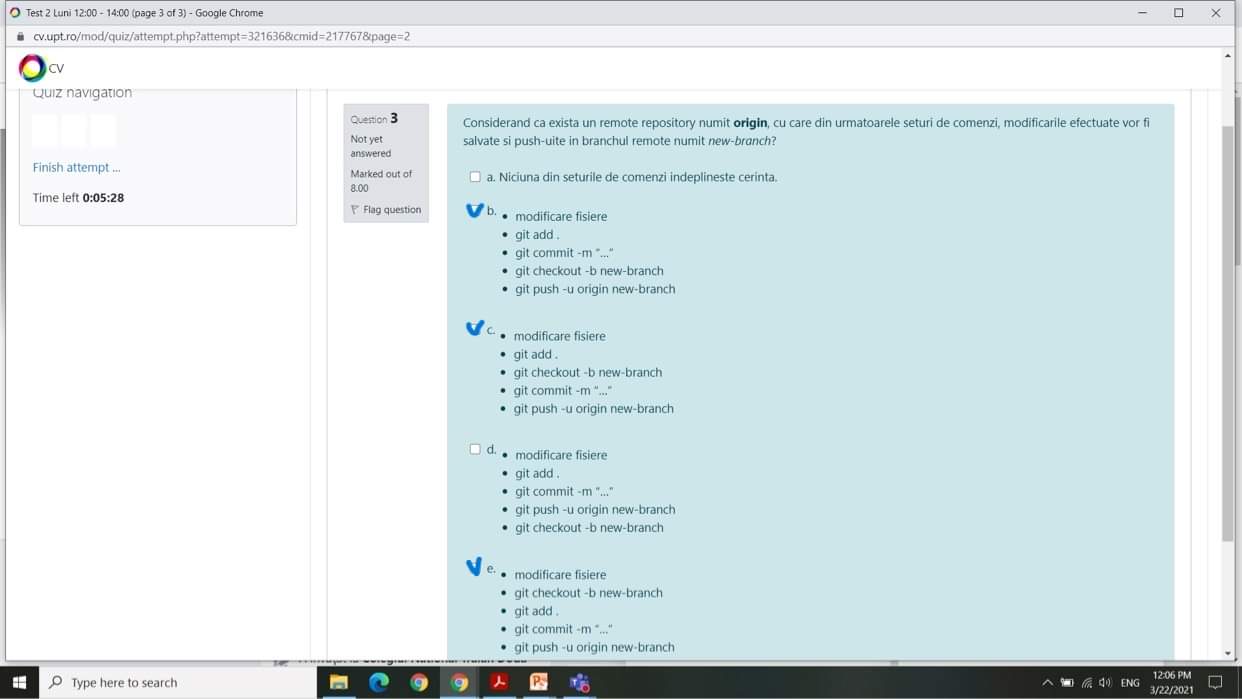 Test 2 Luni 12:00 - 14:00 (page 3 of 3) - Google Chrome
cv.upt.ro/mod/quiz/attempt.php?attempt=321636&cmid=217767&page=2
CV
Quiz navigation
Finish attempt ...
Time left 0:05:28
Question 3
Not yet
answered
Marked out of
8.00
Flag question
Considerand ca exista un remote repository numit origin, cu care din urmatoarele seturi de comenzi, modificarile efectuate vor fi
salvate si push-uite in branchul remote numit new-branch?
a. Niciuna din seturile de comenzi indeplineste cerinta.
b.
• modificare fisiere
• git add .
• git commit -m "..."
• git checkout -b new-branch
• git push -u origin new-branch
c.
• modificare fisiere
• git add .
• git checkout -b new-branch
• git commit -m "..."
• git push -u origin new-branch
d.
• modificare fisiere
• git add .
• git commit -m "..."
• git push -u origin new-branch
• git checkout -b new-branch
e.
• modificare fisiere
• git checkout -b new-branch
• git add .
• git commit -m "..."
• git push -u origin new-branch
Type here to search
ENG
12:06 PM
3/22/2021